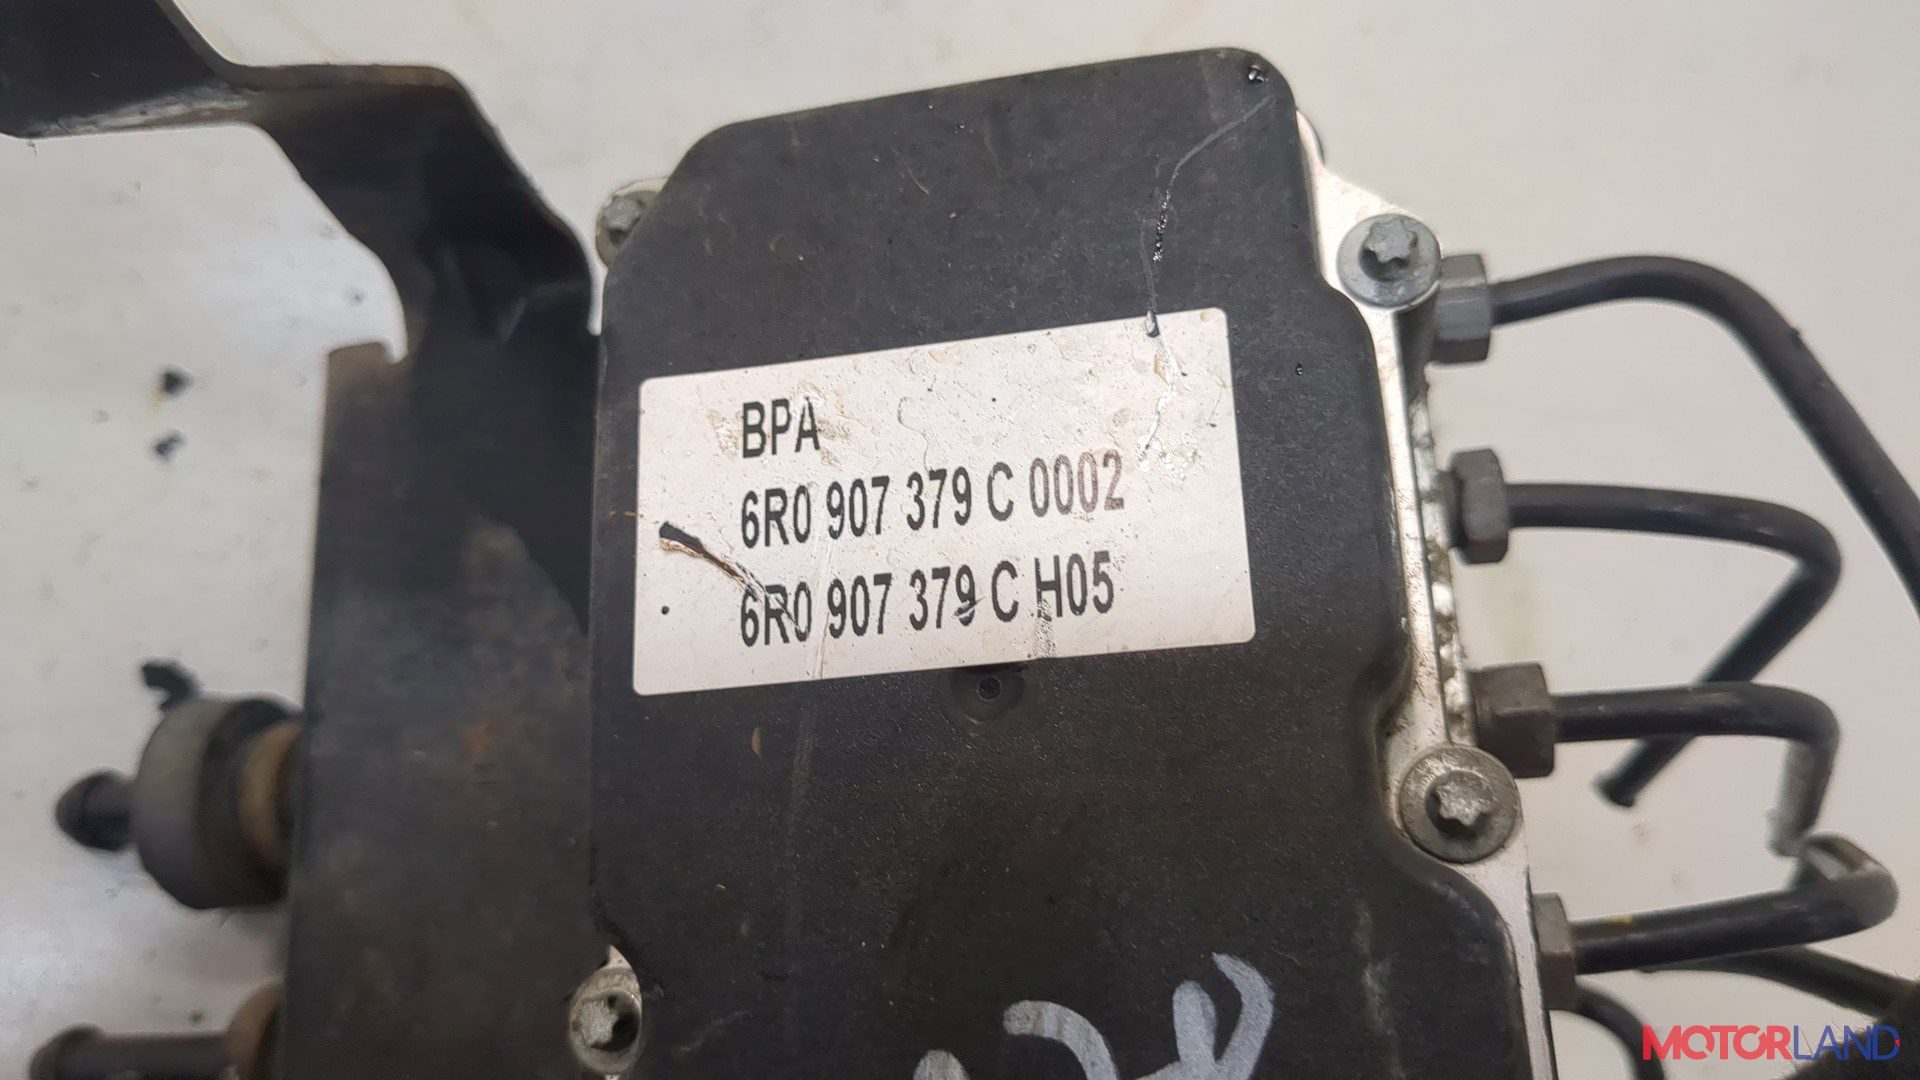 BPA
6R0 907 379 C 0002
6R0 907 379 C H05
MOTORLAND